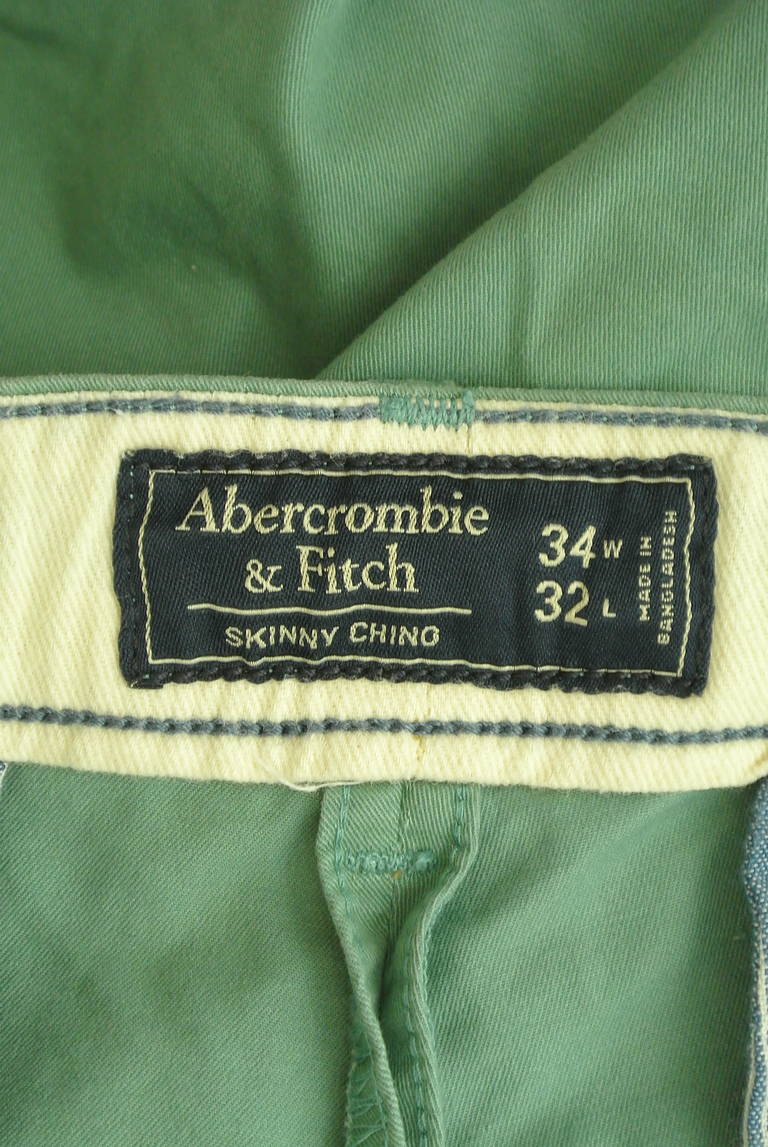 Abercrombie
& Fitch
SKINNY CHINO
34 W
32 L
MADE IN
BANGLADESH